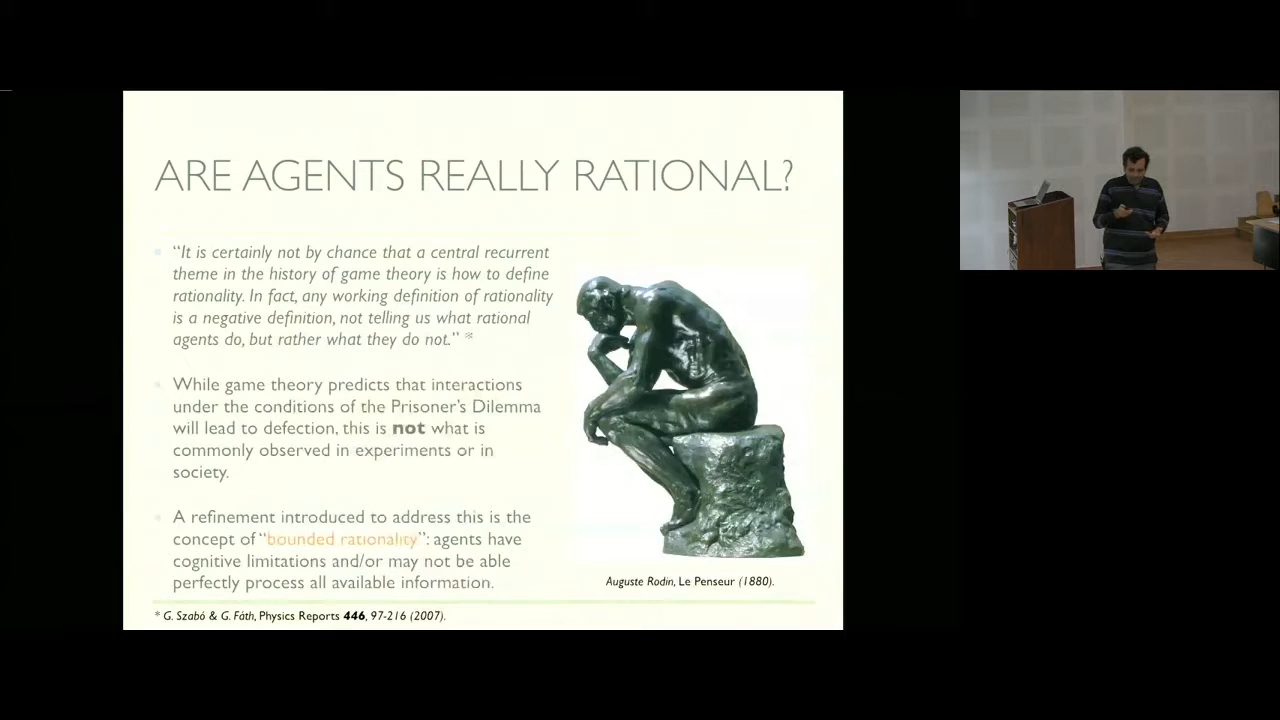 ARE AGENTS REALLY RATIONAL?
“It is certainly not by chance that a central recurrent
theme in the history of game theory is how to define
rationality. In fact, any working definition of rationality
is a negative definition, not telling us what rational
agents do, but rather what they do not.” *
While game theory predicts that interactions
under the conditions of the Prisoner’s Dilemma
will lead to defection, this is not what is
commonly observed in experiments or in
society.
A refinement introduced to address this is the
concept of “bounded rationality”: agents have
cognitive limitations and/or may not be able
perfectly process all available information.
Auguste Rodin, Le Penseur (1880).
* G. Szabó & G. Fáth, Physics Reports 446, 97-216 (2007).